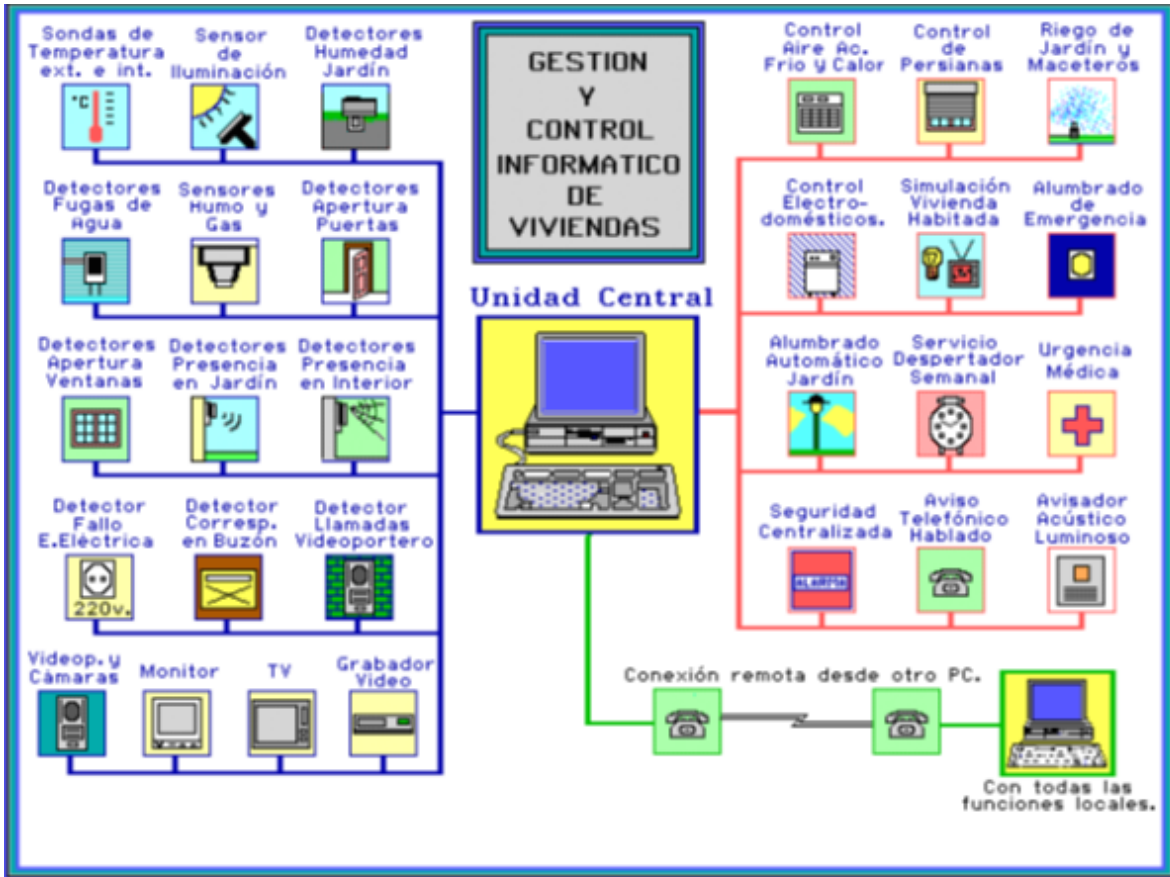 Sondas de
Temperatura
ext. e int.
Sensor
de
Iluminación
Detectores
Humedad
Jardín
°C
GESTION
Y
CONTROL
INFORMATICO
DE
VIVIENDAS
Control
Aire Ac.
Frio y Calor
Control
de
Persianas
Riego de
Jardín y
Maceteros
Detectores
Fugas de
Agua
Sensores
Humo y
Gas
Detectores
Apertura
Puertas
Control
Electro-
domésticos.
Simulación
Vivienda
Habitada
Alumbrado
de
Emergencia
Unidad Central
Detectores
Apertura
Ventanas
Detectores
Presencia
en Jardín
Detectores
Presencia
en Interior
Alumbrado
Automático
Jardín
Servicio
Despertador
Semanal
Urgencia
Médica
Detector
Fallo
E.Eléctrica
220v.
Detector
Corresp.
en Buzón
Detector
Llamadas
Videoportero
Seguridad
Centralizada
ALARMA
Aviso
Telefónico
Hablado
Avisador
Acústico
Luminoso
Videop.y
Cámaras
Monitor
TV
Grabador
Video
Conexión remota desde otro PC.
Con todas las
funciones locales.